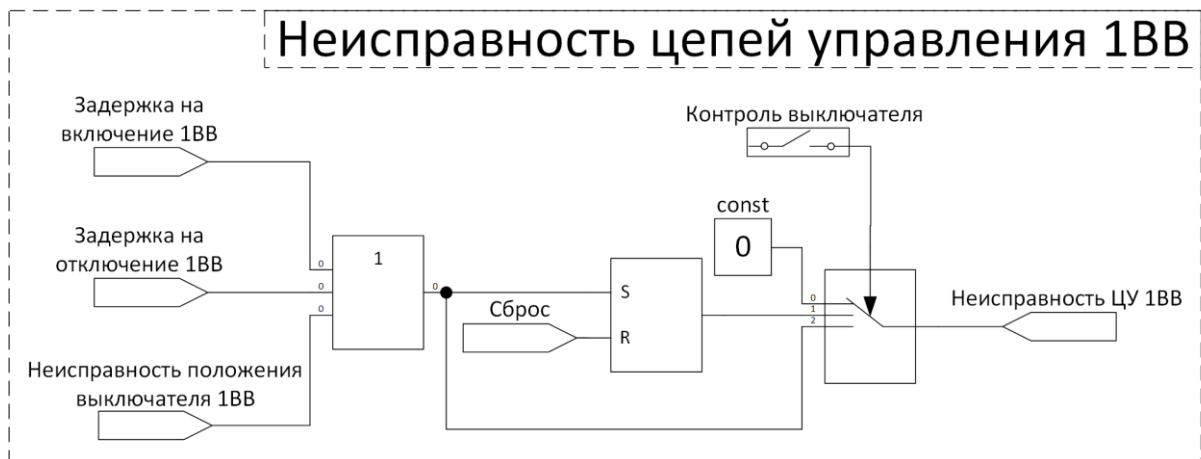 Неисправность цепей управления 1ВВ
Задержка на
включение 1ВВ
Контроль выключателя
const
0
Задержка на
отключение 1ВВ
1
0
0
0
0
S
R
Сброс
0
1
2
Неисправность ЦУ 1ВВ
Неисправность положения
выключателя 1ВВ